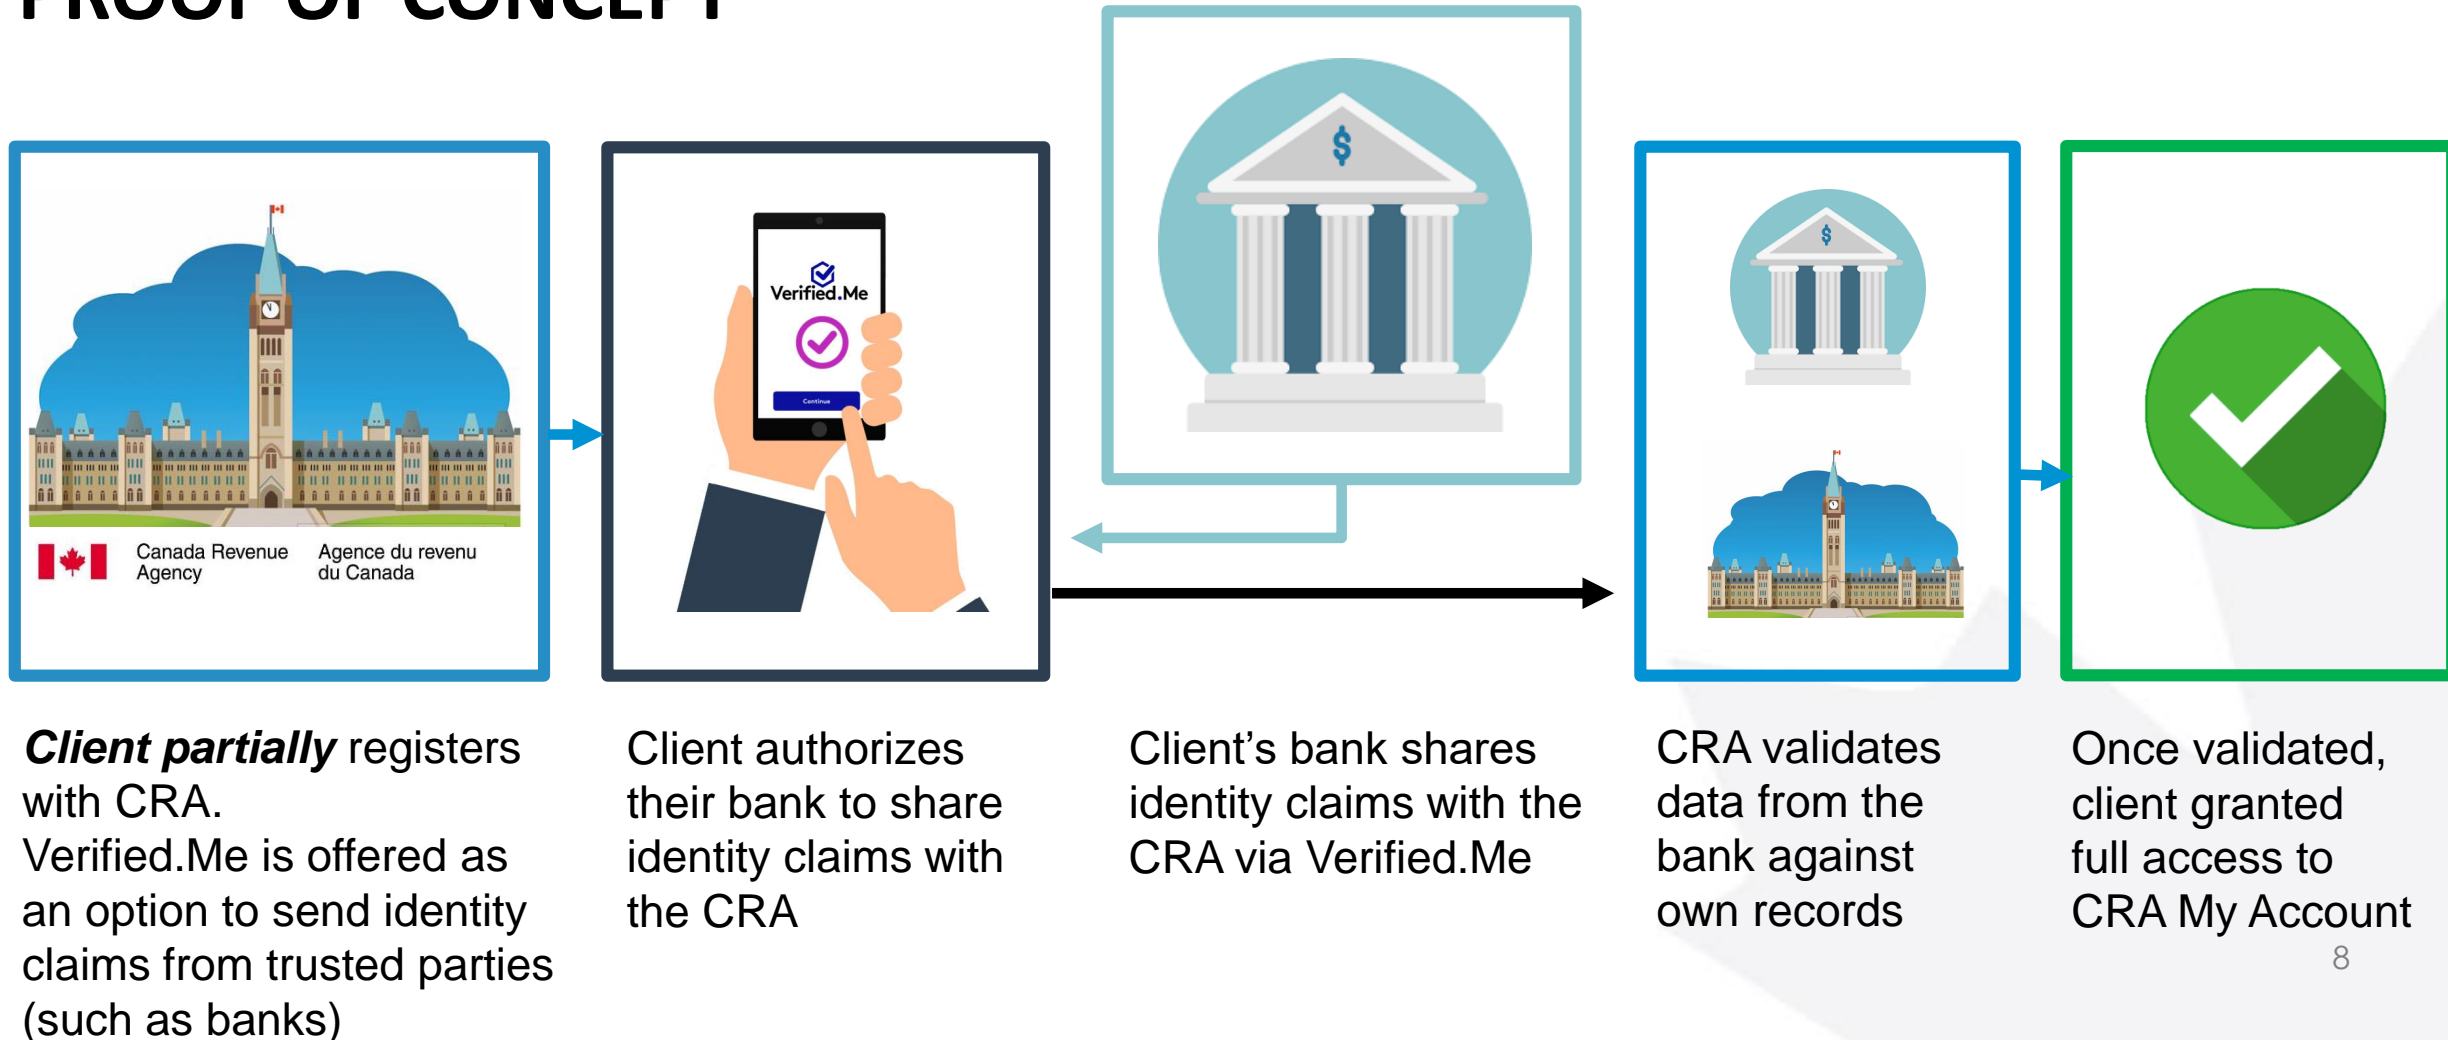 PROOF OF CONCEPT
$
Verified.Me
Continue
Canada Revenue
Agency
Agence du revenu
du Canada
$
Client partially registers
with CRA.
Verified.Me is offered as
an option to send identity
claims from trusted parties
(such as banks)
Client authorizes
their bank to share
identity claims with
the CRA
Client’s bank shares
identity claims with the
CRA via Verified.Me
CRA validates
data from the
bank against
own records
Once validated,
client granted
full access to
CRA My Account
8